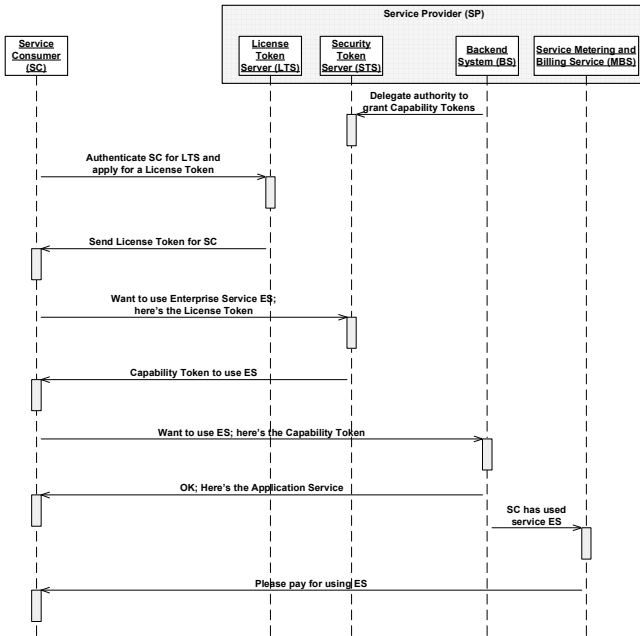 Service Provider (SP)
Service
Consumer
(SC)
License
Token
Server (LTS)
Security
Token
Server (STS)
Backend
System (BS)
Service Metering and
Billing Service (MBS)
Delegate authority to
grant Capability Tokens
Authenticate SC for LTS and
apply for a License Token
Send License Token for SC
Want to use Enterprise Service ES;
here's the License Token
Capability Token to use ES
Want to use ES; here's the Capability Token
OK; Here's the Application Service
SC has used
service ES
Please pay for using ES